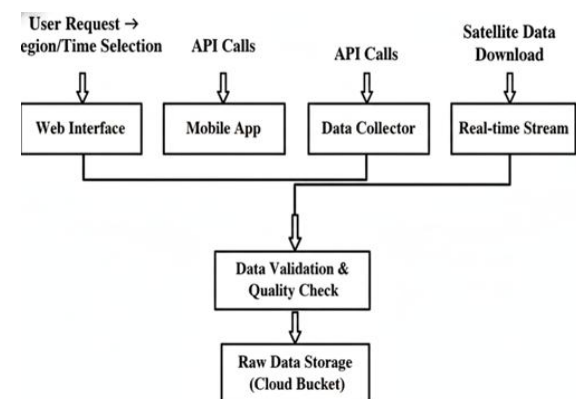 User Request →
egion/Time Selection
API Calls
API Calls
Satellite Data
Download
Web Interface
Mobile App
Data Collector
Real-time Stream
Data Validation &
Quality Check
Raw Data Storage
(Cloud Bucket)